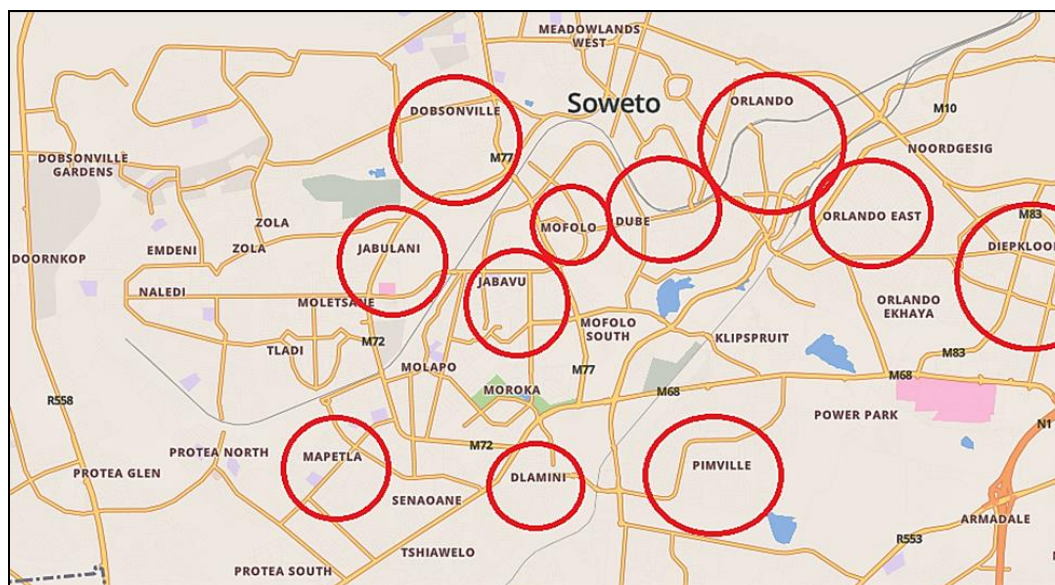 MEADOWLANDS
WEST
Soweto
DOBSONVILLE
ORLANDO
M10
NOORDGESIG
M77
DOBSONVILLE
GARDENS
ZOLA
MOFOLO
DUBE
ORLANDO EAST
M83
DIEPKLOOF
EMDENI
ZOLA
JABULANI
DOORNKOP
NALEDI
MOLETSANE
JABAVU
ORLANDO
EKHAYA
MOFOLO
SOUTH
KLIPSPRUIT
TLADI
M72
MOLAPO
M77
M83
M68
MOROKA
M68
R558
POWER PARK
N1
M72
PROTEA NORTH
MAPETLA
PROTEA GLEN
DLAMINI
PIMVILLE
SENAOANE
ARMADALE
R553
TSHIAWELO
PROTEA SOUTH